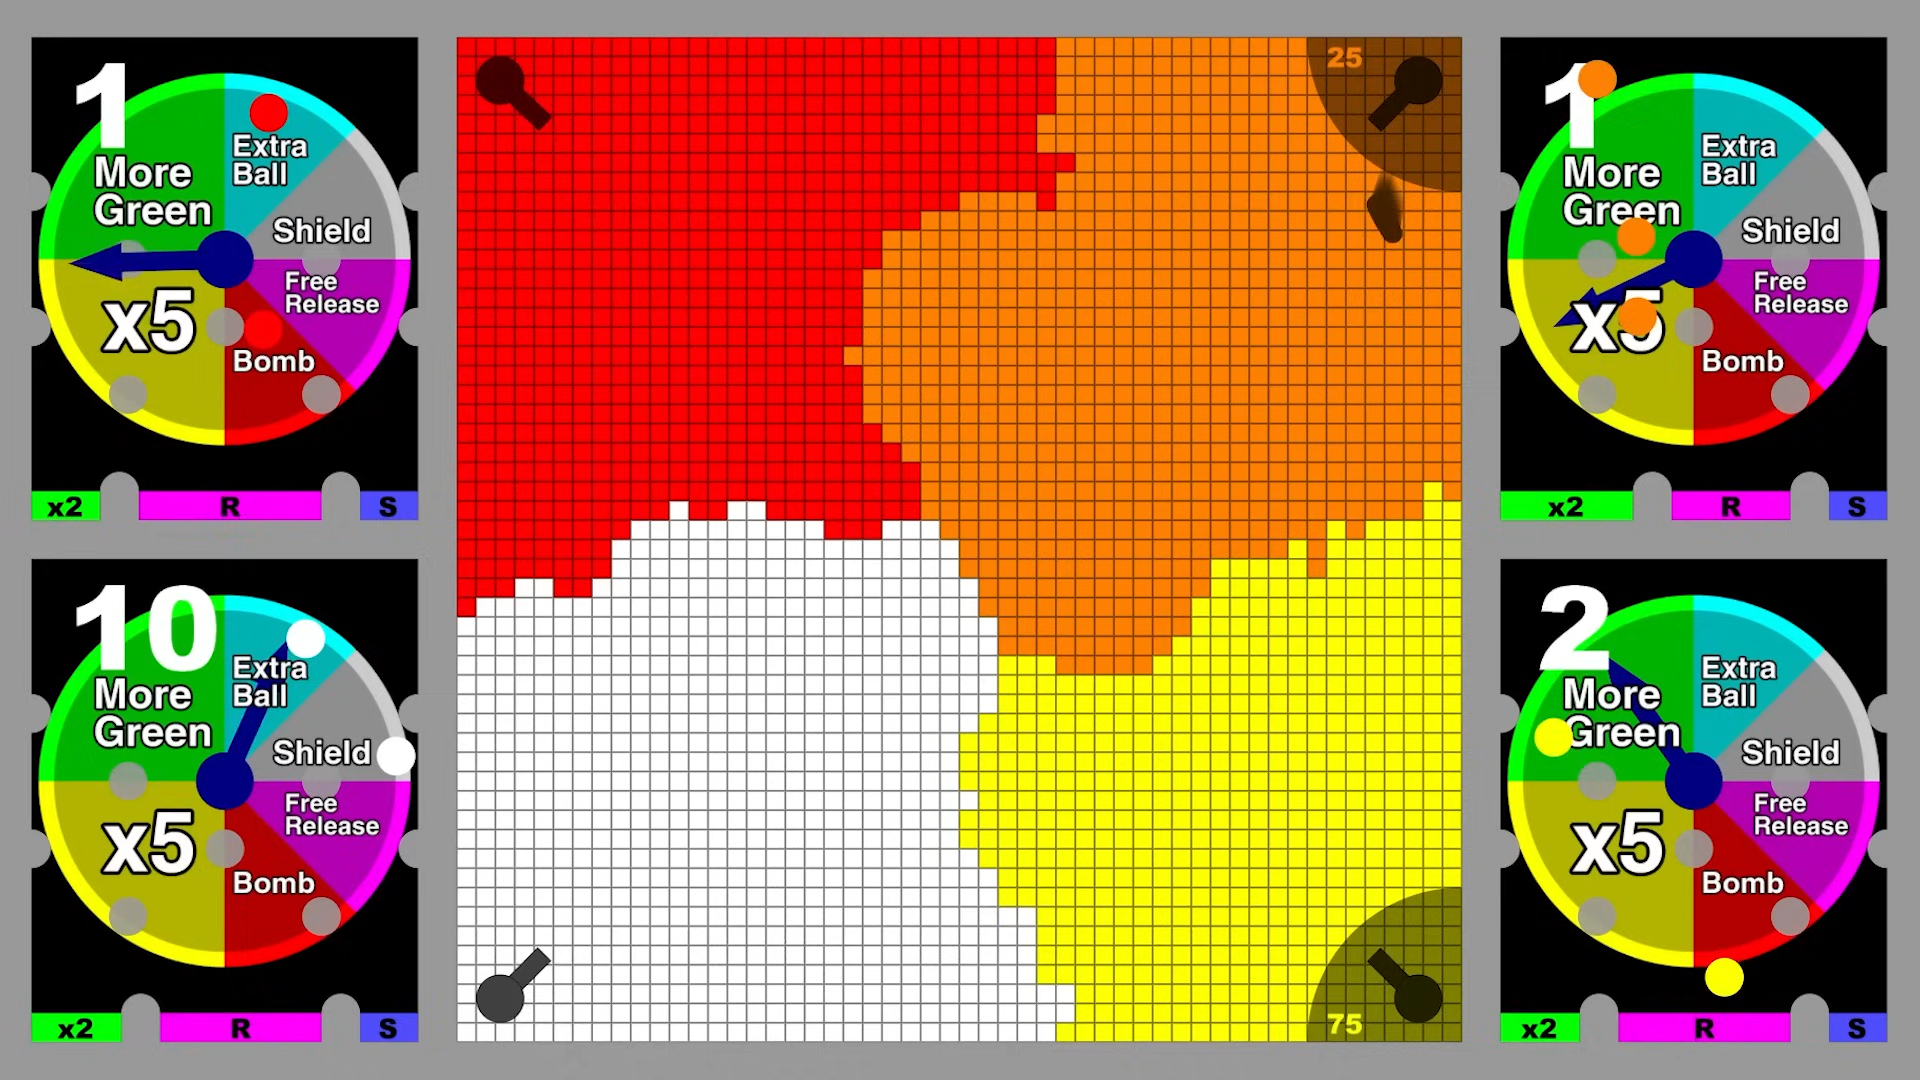 1
Extra
Ball
More
Green
Shield
Free
Release
x5
Bomb
x2 R S
25
1
Extra
Ball
More
Green
Shield
Free
Release
x5
Bomb
x2 R S
10
Extra
Ball
More
Green
Shield
Free
Release
x5
Bomb
x2 R S
75
2
Extra
Ball
More
Green
Shield
Free
Release
x5
Bomb
x2 R S